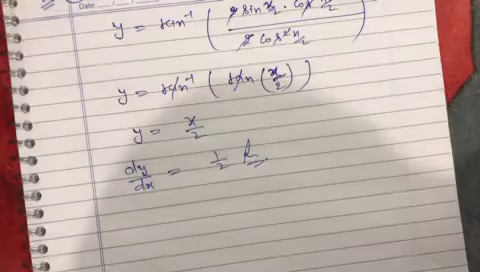 Date
y = tan⁻¹ ( 2 sin x/2 · cos x/2 / 2 cos² x/2 )
y = tan⁻¹ ( tan ( x/2 ) )
y = x/2
dy/dx = 1/2